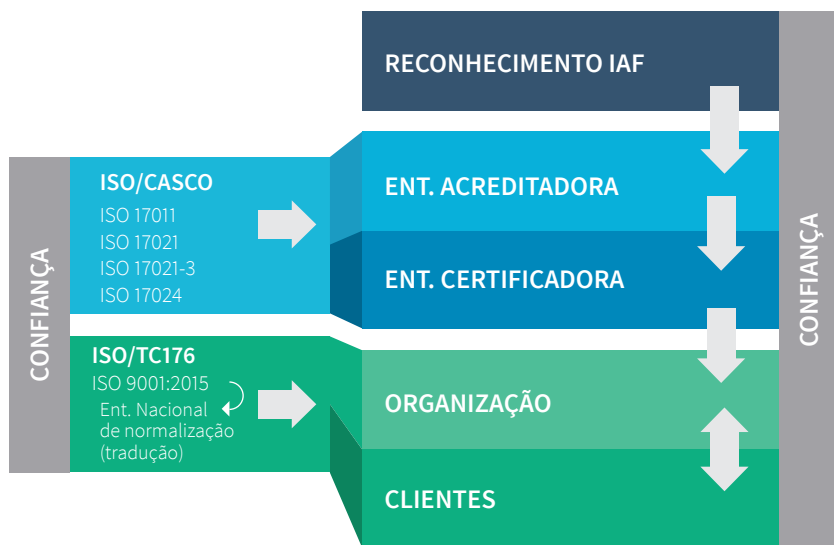 RECONHECIMENTO IAF
CONFIANÇA
ISO/CASCO
ISO 17011
ISO 17021
ISO 17021-3
ISO 17024
ENT. ACREDITADORA
ENT. CERTIFICADORA
ISO/TC176
ISO 9001:2015
Ent. Nacional
de normalização
(tradução)
ORGANIZAÇÃO
CLIENTES
CONFIANÇA